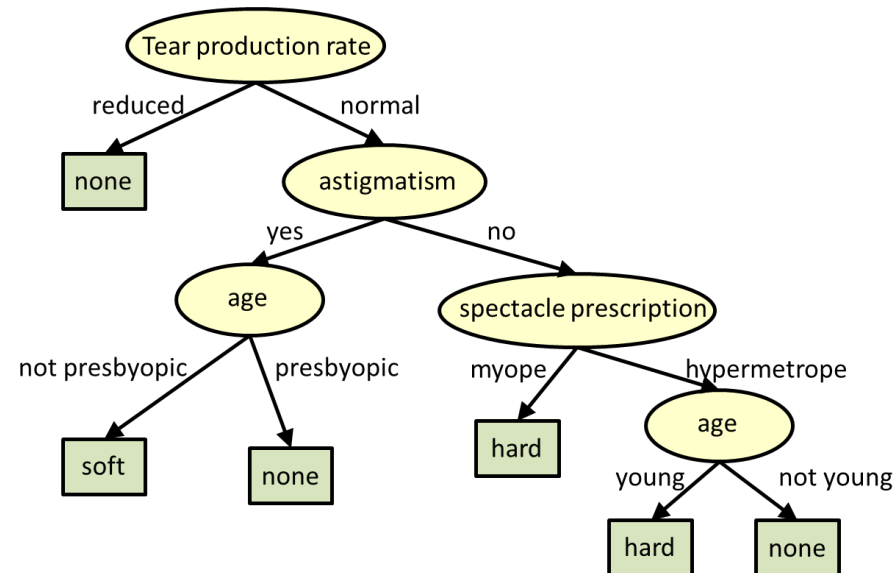 Tear production rate
reduced
normal
none
astigmatism
yes
no
age
spectacle prescription
not presbyopic
presbyopic
myope
hypermetrope
soft
none
hard
age
young
not young
hard
none